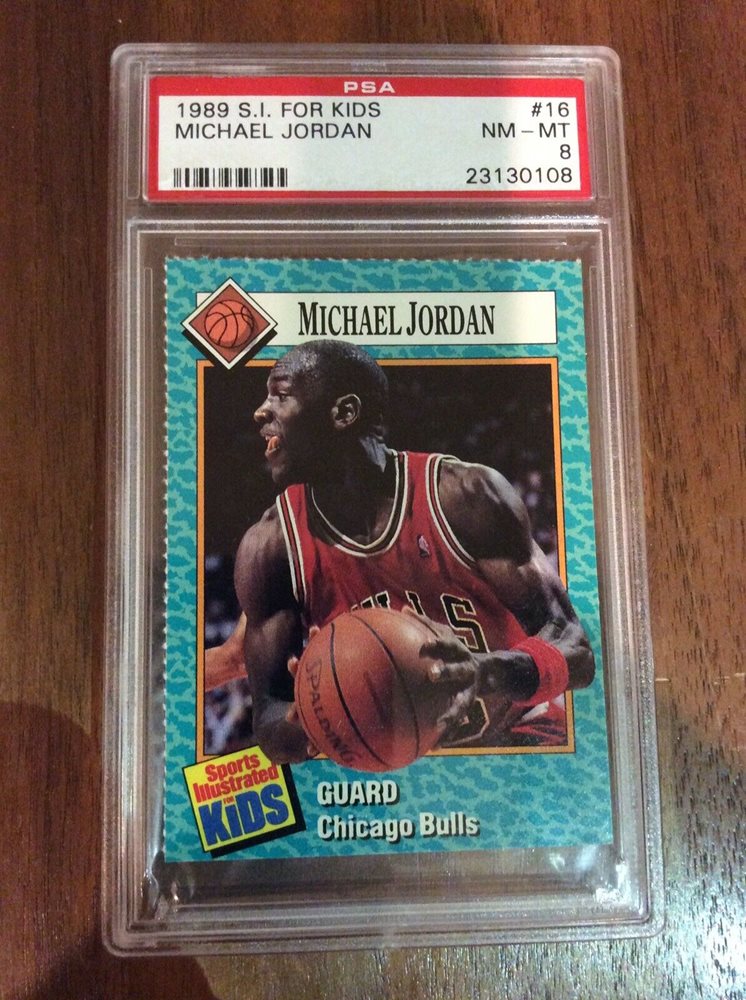 PSA
1989 S.I. FOR KIDS #16
MICHAEL JORDAN NM-MT
8
23130108
MICHAEL JORDAN
SPALDING
Sports
Illustrated
FOR
KIDS
GUARD
Chicago Bulls